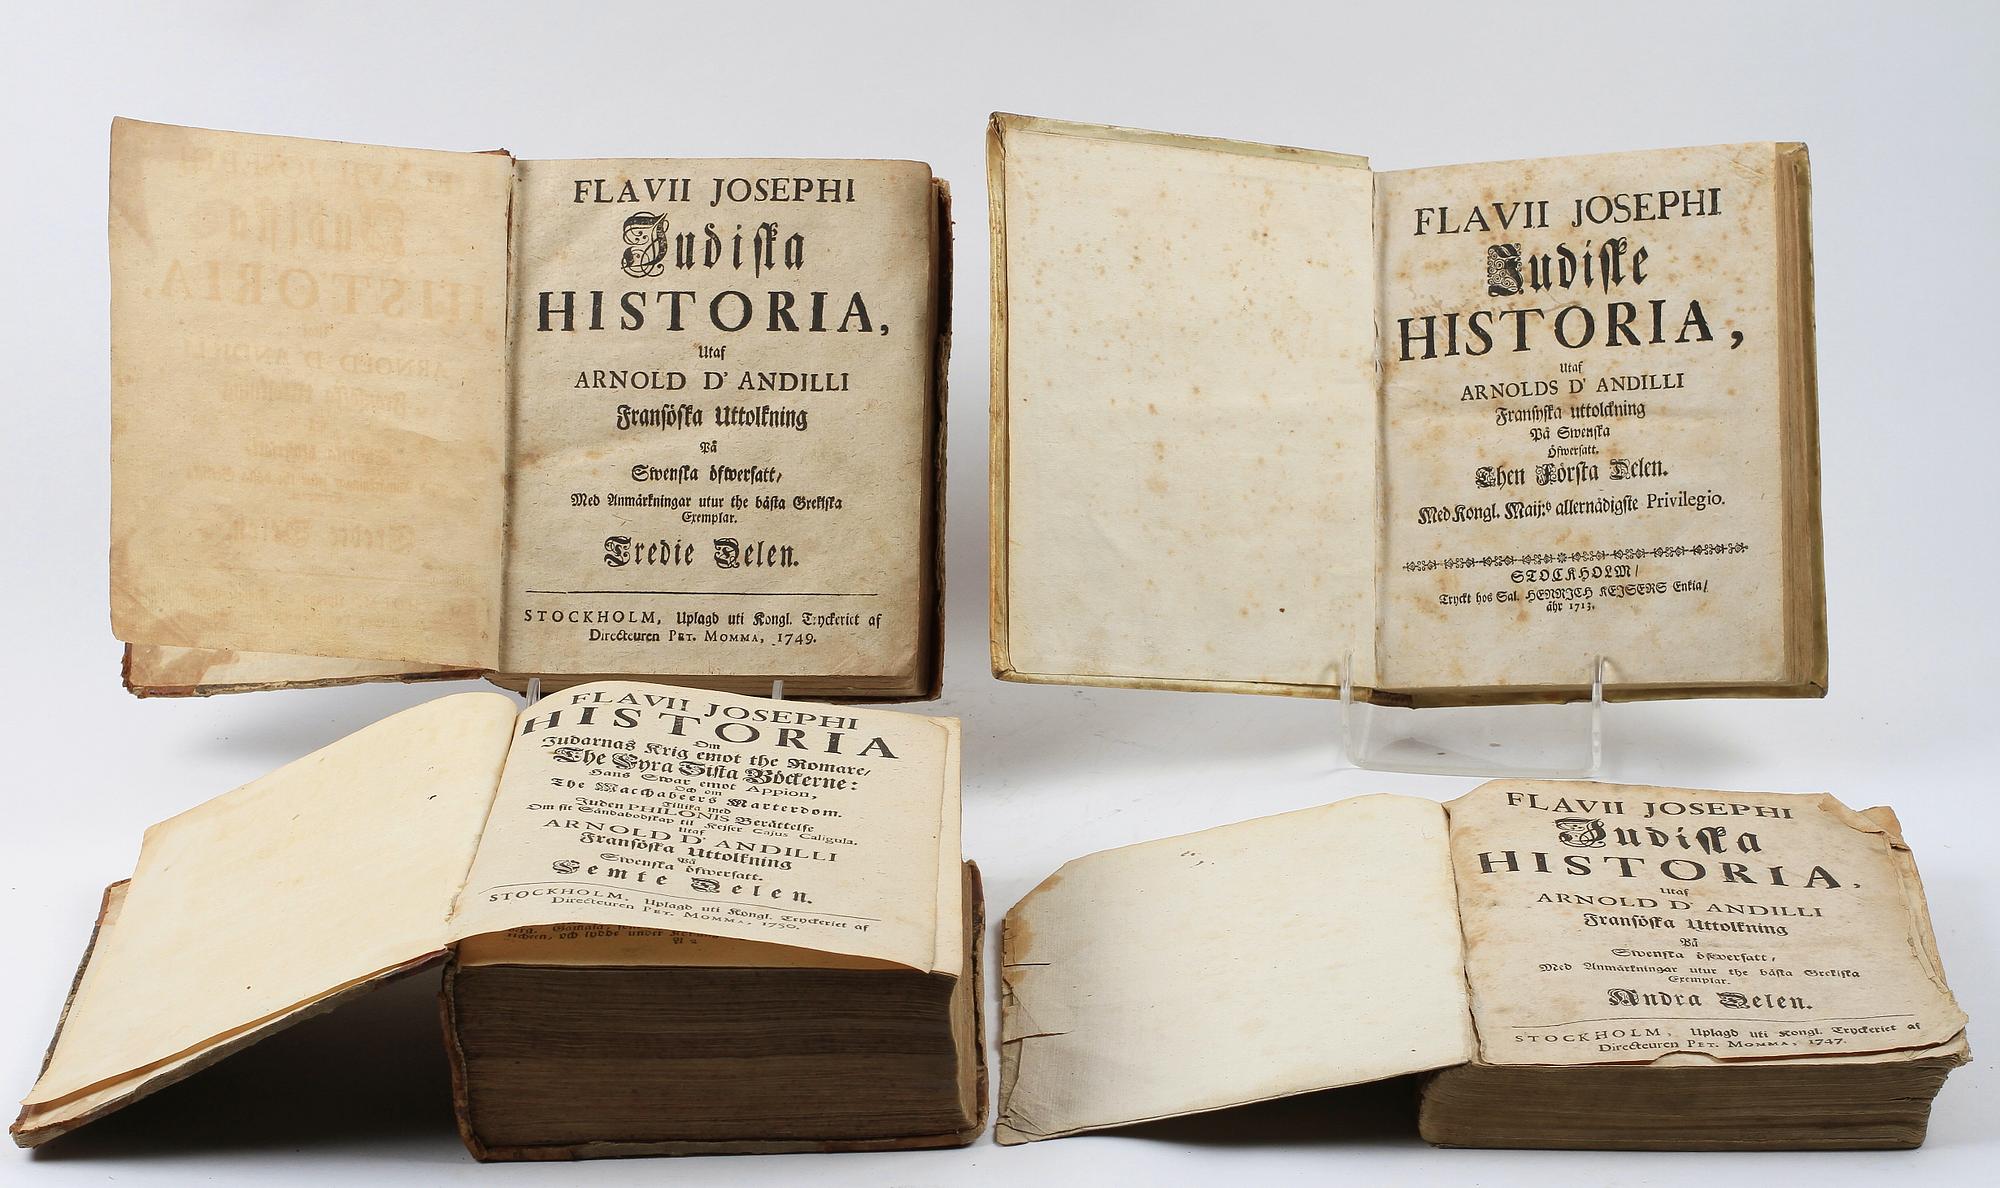 FLAVII JOSEPHI
Judiska
HISTORIA,
Utaf
ARNOLD D' ANDILLI
Fransöska Uttolkning
På
Swenska öfwersatt,
Med Anmärkningar utur the bästa Grekiska
Exemplar.
Tredie Delen.
STOCKHOLM, Uplagd uti Kongl. Tryckeriet af
Directeuren PET. MOMMA, 1749.
FLAVII JOSEPHI
Judiske
HISTORIA,
Utaf
ARNOLDS D' ANDILLI
Fransyska uttolckning
På Swenska
öfwersatt.
Then Första Delen.
Med Kongl. Maij:s allernådigste Privilegio.
STOCKHOLM/
Tryckt hos Sal. HENRICH KEISERS Enkia/
åhr 1713.
FLAVII JOSEPHI
HISTORIA
Om
Judarnas Krig emot the Romare/
The Fyra Sista Böckerne:
Hans Swar emot Appion,
Och om
The Macchabeers Marterdom.
Tillika med
Juden PHILONIS Berättelse
Om sit Sändabodskap til Kejser Cajus Caligula.
Utaf
ARNOLD D' ANDILLI
Fransöska Uttolkning
På
Swenska öfwersatt.
Femte Delen.
STOCKHOLM, Uplagd uti Kongl. Tryckeriet af
Directeuren PET. MOMMA, 1750.
FLAVII JOSEPHI
Judiska
HISTORIA,
Utaf
ARNOLD D' ANDILLI
Fransöska Uttolkning
På
Swenska öfwersatt,
Med Anmärkningar utur the bästa Grekiska
Exemplar.
Andra Delen.
STOCKHOLM, Uplagd uti Kongl. Tryckeriet af
Directeuren PET. MOMMA, 1747.